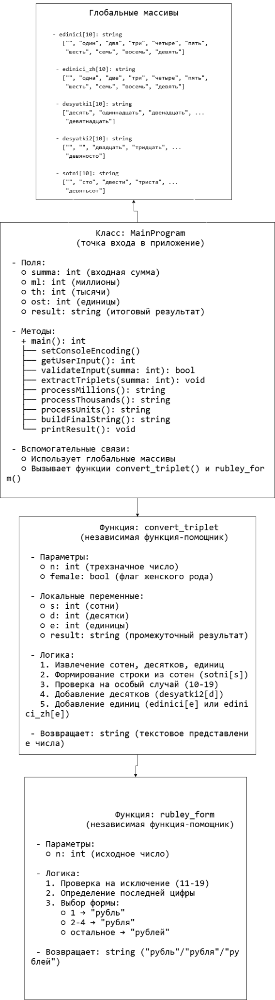 Глобальные массивы
- edinici[10]: string
["", "один", "два", "три", "четыре", "пять",
"шесть", "семь", "восемь", "девять"]
- edinici_zh[10]: string
["", "одна", "две", "три", "четыре", "пять",
"шесть", "семь", "восемь", "девять"]
- desyatki1[10]: string
["десять", "одиннадцать", "двенадцать", ...
"девятнадцать"]
- desyatki2[10]: string
["", "", "двадцать", "тридцать", ...
"девяносто"]
- sotni[10]: string
["", "сто", "двести", "триста", ...
"девятьсот"]
Класс: MainProgram
(точка входа в приложение)
- Поля:
○ summa: int (входная сумма)
○ ml: int (миллионы)
○ th: int (тысячи)
○ ost: int (единицы)
○ result: string (итоговый результат)
- Методы:
+ main(): int
├── setConsoleEncoding()
├── getUserInput(): int
├── validateInput(summa: int): bool
├── extractTriplets(summa: int): void
├── processMillions(): string
├── processThousands(): string
├── processUnits(): string
├── buildFinalString(): string
└── printResult(): void
- Вспомогательные связи:
○ Использует глобальные массивы
○ Вызывает функции convert_triplet() и rubley_for
m()
Функция: convert_triplet
(независимая функция-помощник)
- Параметры:
○ n: int (трехзначное число)
○ female: bool (флаг женского рода)
- Локальные переменные:
○ s: int (сотни)
○ d: int (десятки)
○ e: int (единицы)
○ result: string (промежуточный результат)
- Логика:
1. Извлечение сотен, десятков, единиц
2. Формирование строки из сотен (sotni[s])
3. Проверка на особый случай (10-19)
4. Добавление десятков (desyatki2[d])
5. Добавление единиц (edinici[e] или edini
ci_zh[e])
- Возвращает: string (текстовое представлени
е числа)
Функция: rubley_form
(независимая функция-помощник)
- Параметры:
○ n: int (исходное число)
- Логика:
1. Проверка на исключение (11-19)
2. Определение последней цифры
3. Выбор формы:
○ 1 → "рубль"
○ 2-4 → "рубля"
○ остальное → "рублей"
- Возвращает: string ("рубль"/"рубля"/"ру
блей")